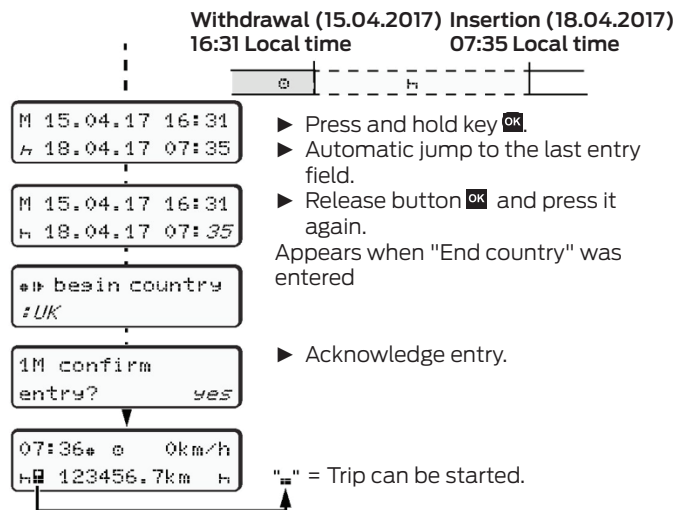 Withdrawal (15.04.2017) Insertion (18.04.2017)
16:31 Local time 07:35 Local time
M 15.04.17 16:31
18.04.17 07:35
► Press and hold key OK.
► Automatic jump to the last entry
field.
M 15.04.17 16:31
18.04.17 07:35
► Release button OK and press it
again.
Appears when "End country" was
entered
begin country
:UK
1M confirm
entry? yes
► Acknowledge entry.
07:36 0km/h
123456.7km
" " = Trip can be started.